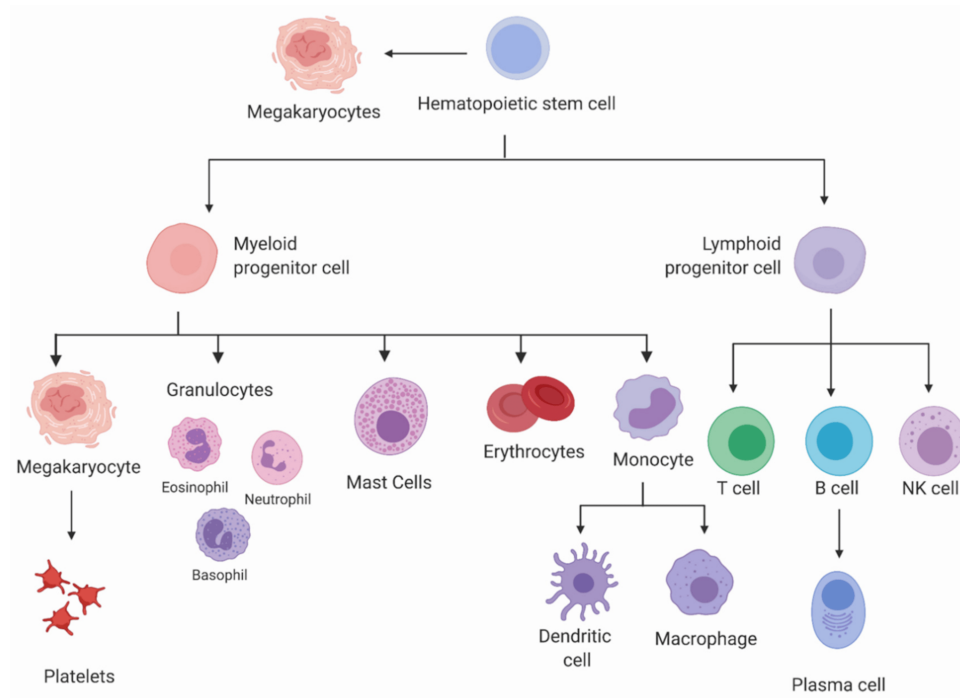 Megakaryocytes
Hematopoietic stem cell
Myeloid
progenitor cell
Lymphoid
progenitor cell
Megakaryocyte
Granulocytes
Eosinophil
Neutrophil
Basophil
Mast Cells
Erythrocytes
Monocyte
T cell
B cell
NK cell
Platelets
Dendritic
cell
Macrophage
Plasma cell